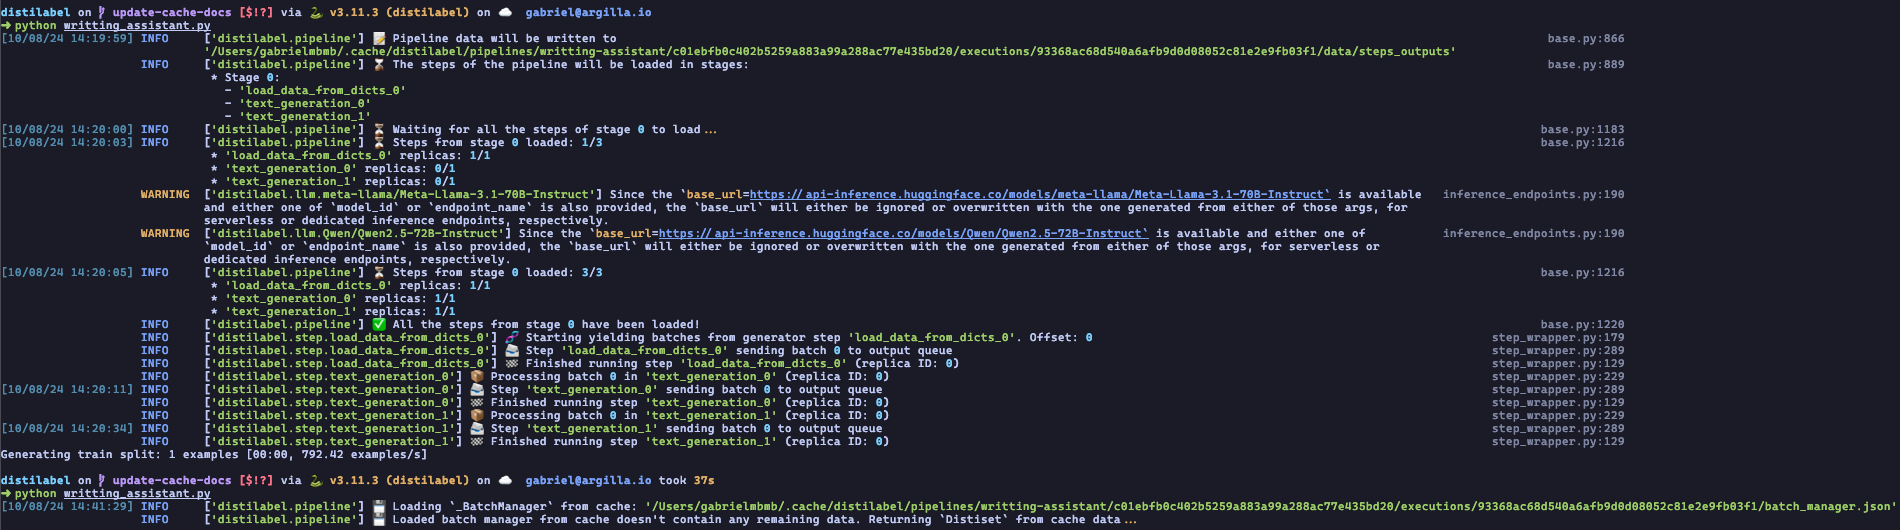 distilabel on update-cache-docs [$!?] via v3.11.3 (distilabel) on gabriel@argilla.io
➜ python writting_assistant.py
[10/08/24 14:19:59] INFO ['distilabel.pipeline'] 📝 Pipeline data will be written to base.py:866
'/Users/gabrielmbmb/.cache/distilabel/pipelines/writting-assistant/c01ebfb0c402b5259a883a99a288ac77e435bd20/executions/93368ac68d540a6afb9d0d08052c81e2e9fb03f1/data/steps_outputs'
INFO ['distilabel.pipeline'] ⌛ The steps of the pipeline will be loaded in stages: base.py:889
* Stage 0:
- 'load_data_from_dicts_0'
- 'text_generation_0'
- 'text_generation_1'
[10/08/24 14:20:00] INFO ['distilabel.pipeline'] ⏳ Waiting for all the steps of stage 0 to load... base.py:1183
[10/08/24 14:20:03] INFO ['distilabel.pipeline'] ⏳ Steps from stage 0 loaded: 1/3 base.py:1216
* 'load_data_from_dicts_0' replicas: 1/1
* 'text_generation_0' replicas: 0/1
* 'text_generation_1' replicas: 0/1
WARNING ['distilabel.llm.meta-llama/Meta-Llama-3.1-70B-Instruct'] Since the `base_url=https://api-inference.huggingface.co/models/meta-llama/Meta-Llama-3.1-70B-Instruct` is available inference_endpoints.py:190
and either one of `model_id` or `endpoint_name` is also provided, the `base_url` will either be ignored or overwritten with the one generated from either of those args, for
serverless or dedicated inference endpoints, respectively.
WARNING ['distilabel.llm.Qwen/Qwen2.5-72B-Instruct'] Since the `base_url=https://api-inference.huggingface.co/models/Qwen/Qwen2.5-72B-Instruct` is available and either one of inference_endpoints.py:190
`model_id` or `endpoint_name` is also provided, the `base_url` will either be ignored or overwritten with the one generated from either of those args, for serverless or
dedicated inference endpoints, respectively.
[10/08/24 14:20:05] INFO ['distilabel.pipeline'] ⏳ Steps from stage 0 loaded: 3/3 base.py:1216
* 'load_data_from_dicts_0' replicas: 1/1
* 'text_generation_0' replicas: 1/1
* 'text_generation_1' replicas: 1/1
INFO ['distilabel.pipeline'] ✅ All the steps from stage 0 have been loaded! base.py:1220
INFO ['distilabel.step.load_data_from_dicts_0'] 🧬 Starting yielding batches from generator step 'load_data_from_dicts_0'. Offset: 0 step_wrapper.py:179
INFO ['distilabel.step.load_data_from_dicts_0'] 📨 Step 'load_data_from_dicts_0' sending batch 0 to output queue step_wrapper.py:289
INFO ['distilabel.step.load_data_from_dicts_0'] 🏁 Finished running step 'load_data_from_dicts_0' (replica ID: 0) step_wrapper.py:129
INFO ['distilabel.step.text_generation_0'] 📦 Processing batch 0 in 'text_generation_0' (replica ID: 0) step_wrapper.py:229
[10/08/24 14:20:11] INFO ['distilabel.step.text_generation_0'] 📨 Step 'text_generation_0' sending batch 0 to output queue step_wrapper.py:289
INFO ['distilabel.step.text_generation_0'] 🏁 Finished running step 'text_generation_0' (replica ID: 0) step_wrapper.py:129
INFO ['distilabel.step.text_generation_1'] 📦 Processing batch 0 in 'text_generation_1' (replica ID: 0) step_wrapper.py:229
[10/08/24 14:20:34] INFO ['distilabel.step.text_generation_1'] 📨 Step 'text_generation_1' sending batch 0 to output queue step_wrapper.py:289
INFO ['distilabel.step.text_generation_1'] 🏁 Finished running step 'text_generation_1' (replica ID: 0) step_wrapper.py:129
Generating train split: 1 examples [00:00, 792.42 examples/s]
distilabel on update-cache-docs [$!?] via v3.11.3 (distilabel) on gabriel@argilla.io took 37s
➜ python writting_assistant.py
[10/08/24 14:41:29] INFO ['distilabel.pipeline'] 💾 Loading `_BatchManager` from cache: '/Users/gabrielmbmb/.cache/distilabel/pipelines/writting-assistant/c01ebfb0c402b5259a883a99a288ac77e435bd20/executions/93368ac68d540a6afb9d0d08052c81e2e9fb03f1/batch_manager.json'
INFO ['distilabel.pipeline'] 💾 Loaded batch manager from cache doesn't contain any remaining data. Returning `Distiset` from cache data...